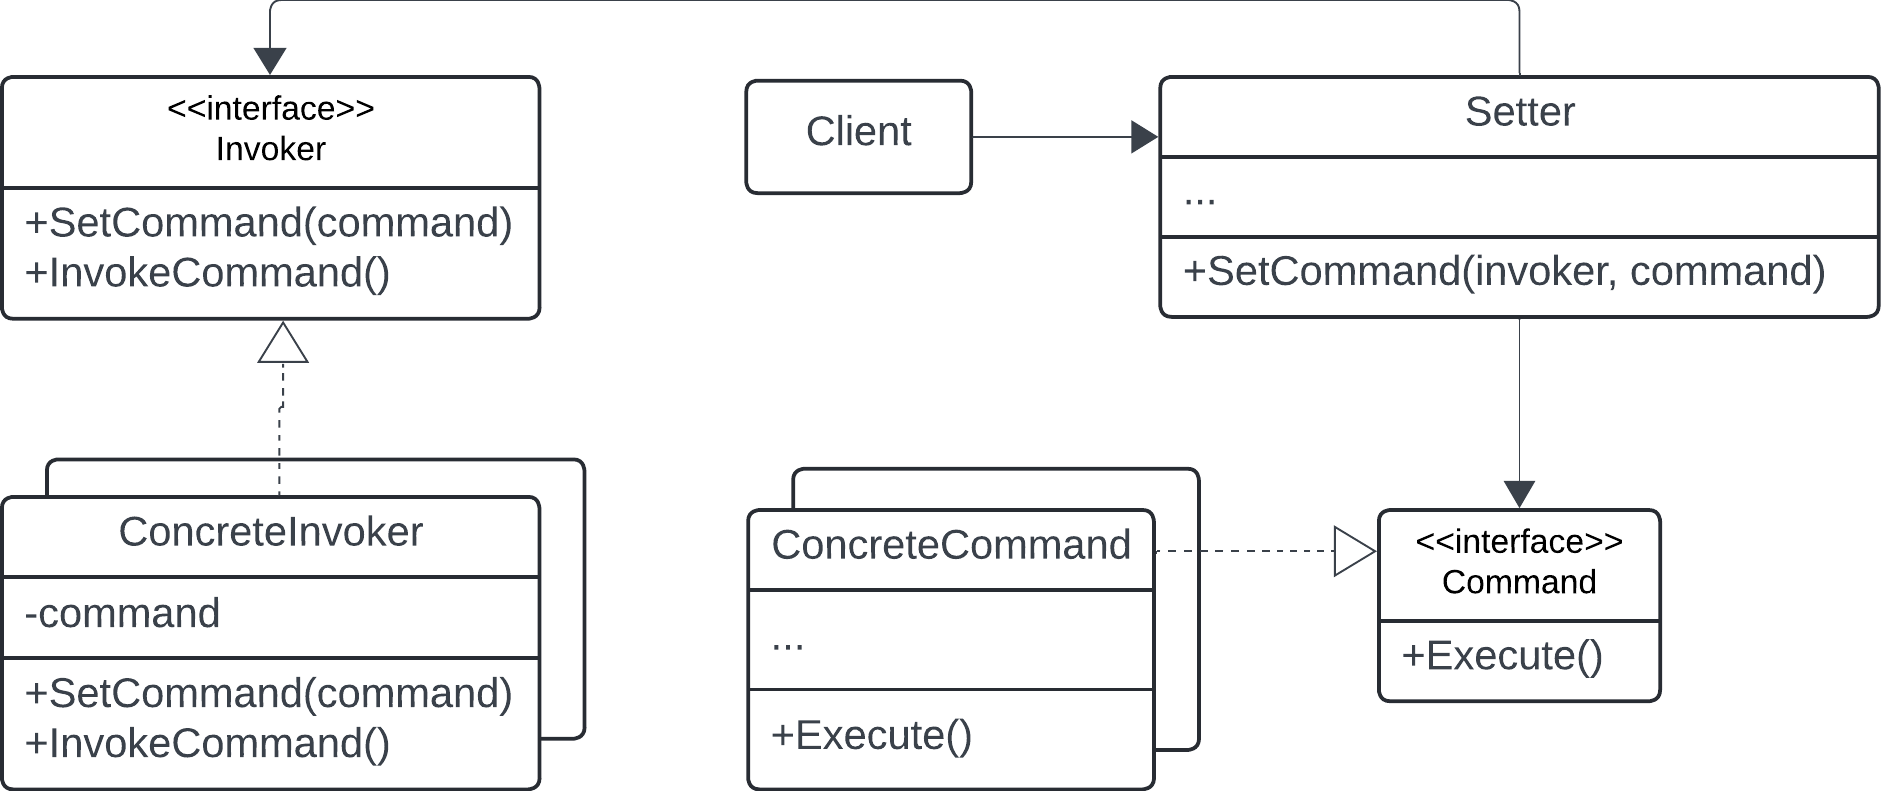 <<interface>>
Invoker
+SetCommand(command)
+InvokeCommand()
Client
Setter
...
+SetCommand(invoker, command)
ConcreteInvoker
-command
+SetCommand(command)
+InvokeCommand()
ConcreteCommand
...
+Execute()
<<interface>>
Command
+Execute()